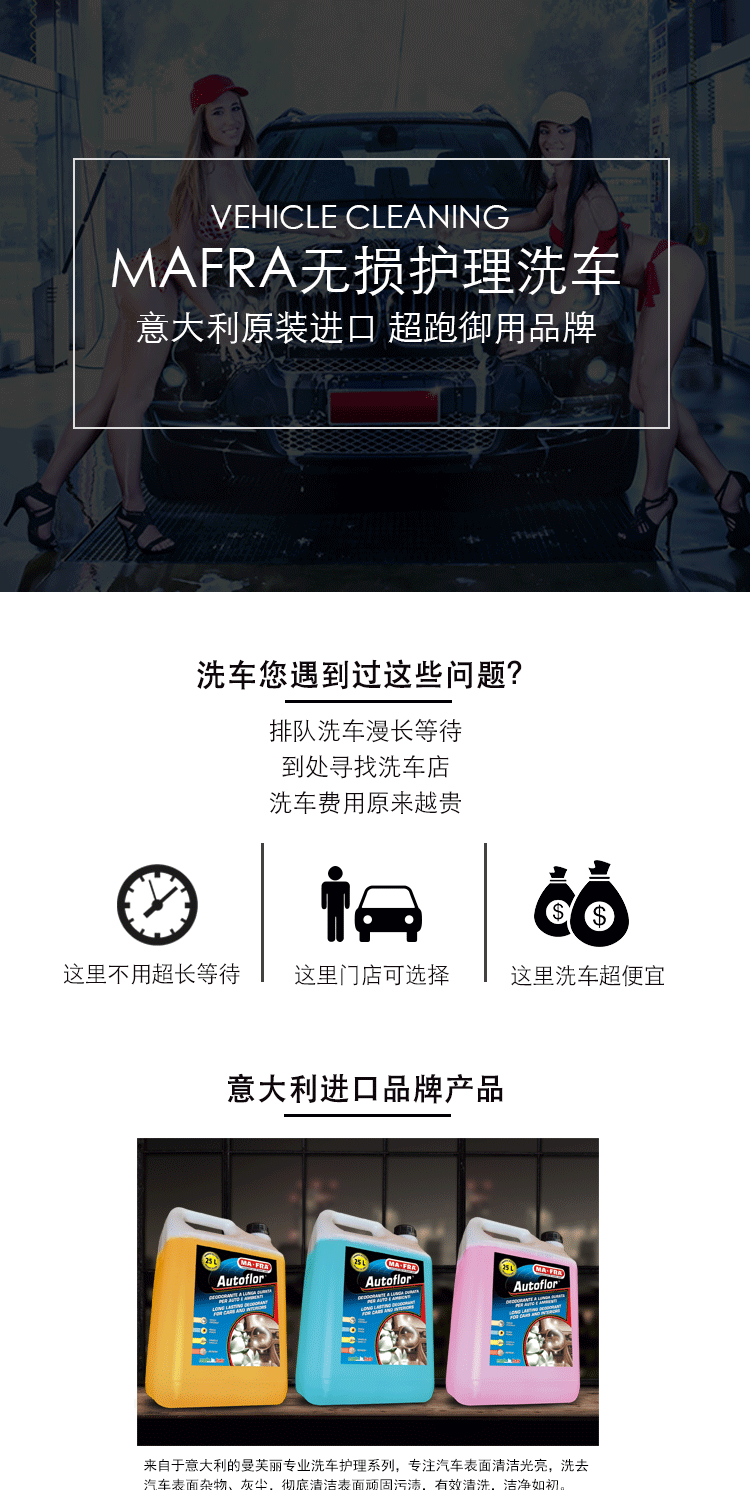 VEHICLE CLEANING
MAFRA无损护理洗车
意大利原装进口 超跑御用品牌
洗车您遇到过这些问题?
排队洗车漫长等待
到处寻找洗车店
洗车费用原来越贵
这里不用超长等待
这里门店可选择
这里洗车超便宜
意大利进口品牌产品
25 L
MA-FRA
Autoflor
DEODORANTE A LUNGA DURATA
PER AUTO E AMBIENTI
LONG LASTING DEODORANT
FOR CARS AND INTERIORS
25 L
MA-FRA
Autoflor
DEODORANTE A LUNGA DURATA
PER AUTO E AMBIENTI
LONG LASTING DEODORANT
FOR CARS AND INTERIORS
25 L
MA-FRA
Autoflor
DEODORANTE A LUNGA DURATA
PER AUTO E AMBIENTI
LONG LASTING DEODORANT
FOR CARS AND INTERIORS
来自于意大利的曼芙丽专业洗车护理系列，专注汽车表面清洁光亮，洗去
汽车表面杂物、灰尘，彻底清洁表面顽固污渍，有效清洗，洁净如初。